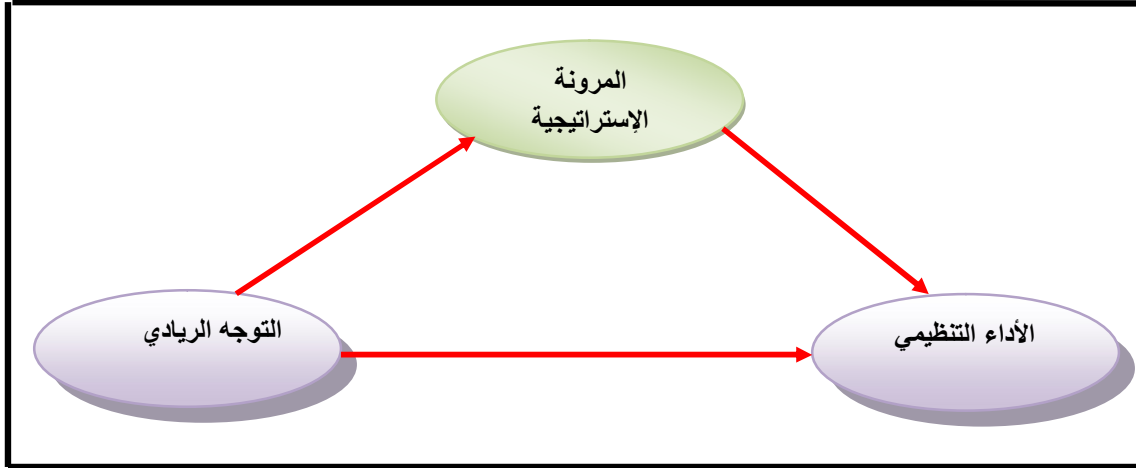 المرونة
الإستراتيجية
الأداء التنظيمي
التوجه الريادي